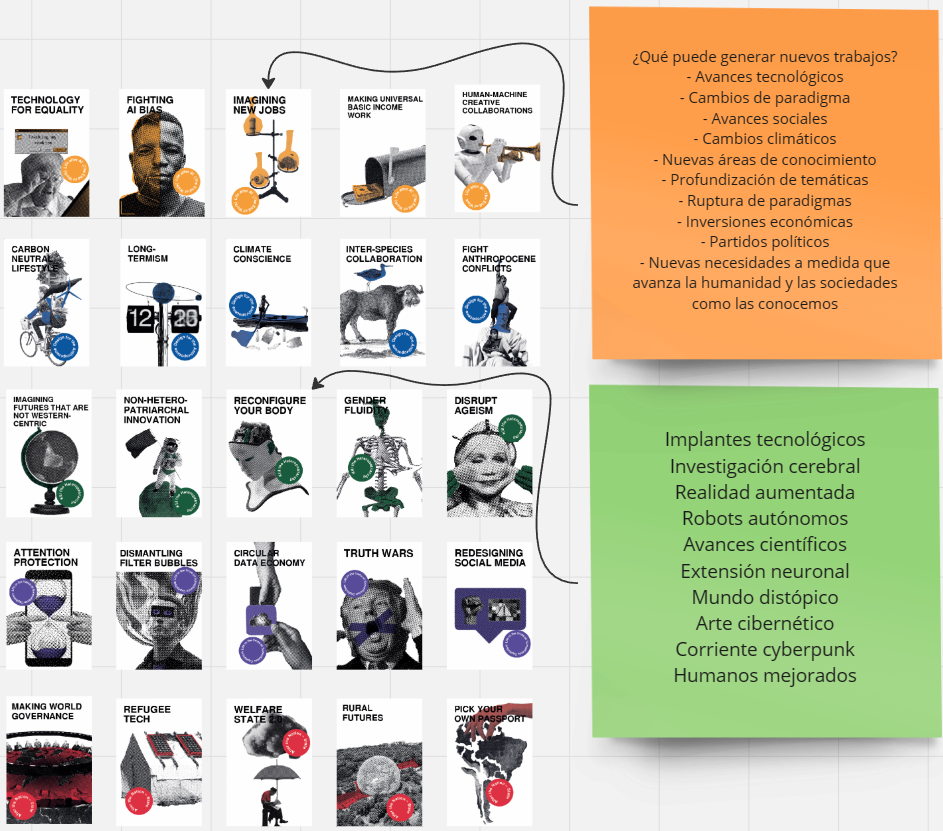 TECHNOLOGY
FOR EQUALITY
FIGHTING
AI BIAS
IMAGINING
NEW JOBS
MAKING UNIVERSAL
BASIC INCOME
WORK
HUMAN-MACHINE
CREATIVE
COLLABORATIONS
CARBON
NEUTRAL
LIFESTYLE
LONG-
TERMISM
12
CLIMATE
CONSCIENCE
INTER-SPECIES
COLLABORATION
FIGHT
ANTHROPOCENE
CONFLICTS
IMAGINING
FUTURES THAT ARE
NOT WESTERN-
CENTRIC
NON-HETERO-
PATRIARCHAL
INNOVATION
RECONFIGURE
YOUR BODY
GENDER
FLUIDITY
DISRUPT
AGEISM
ATTENTION
PROTECTION
DISMANTLING
FILTER BUBBLES
CIRCULAR
DATA ECONOMY
TRUTH WARS
REDESIGNING
SOCIAL MEDIA
MAKING WORLD
GOVERNANCE
REFUGEE
TECH
WELFARE
STATE 2.0
RURAL
FUTURES
PICK YOUR
OWN PASSPORT
¿Qué puede generar nuevos trabajos?
- Avances tecnológicos
- Cambios de paradigma
- Avances sociales
- Cambios climáticos
- Nuevas áreas de conocimiento
- Profundización de temáticas
- Ruptura de paradigmas
- Inversiones económicas
- Partidos políticos
- Nuevas necesidades a medida que
avanza la humanidad y las sociedades
como las conocemos
Implantes tecnológicos
Investigación cerebral
Realidad aumentada
Robots autónomos
Avances científicos
Extensión neuronal
Mundo distópico
Arte cibernético
Corriente cyberpunk
Humanos mejorados